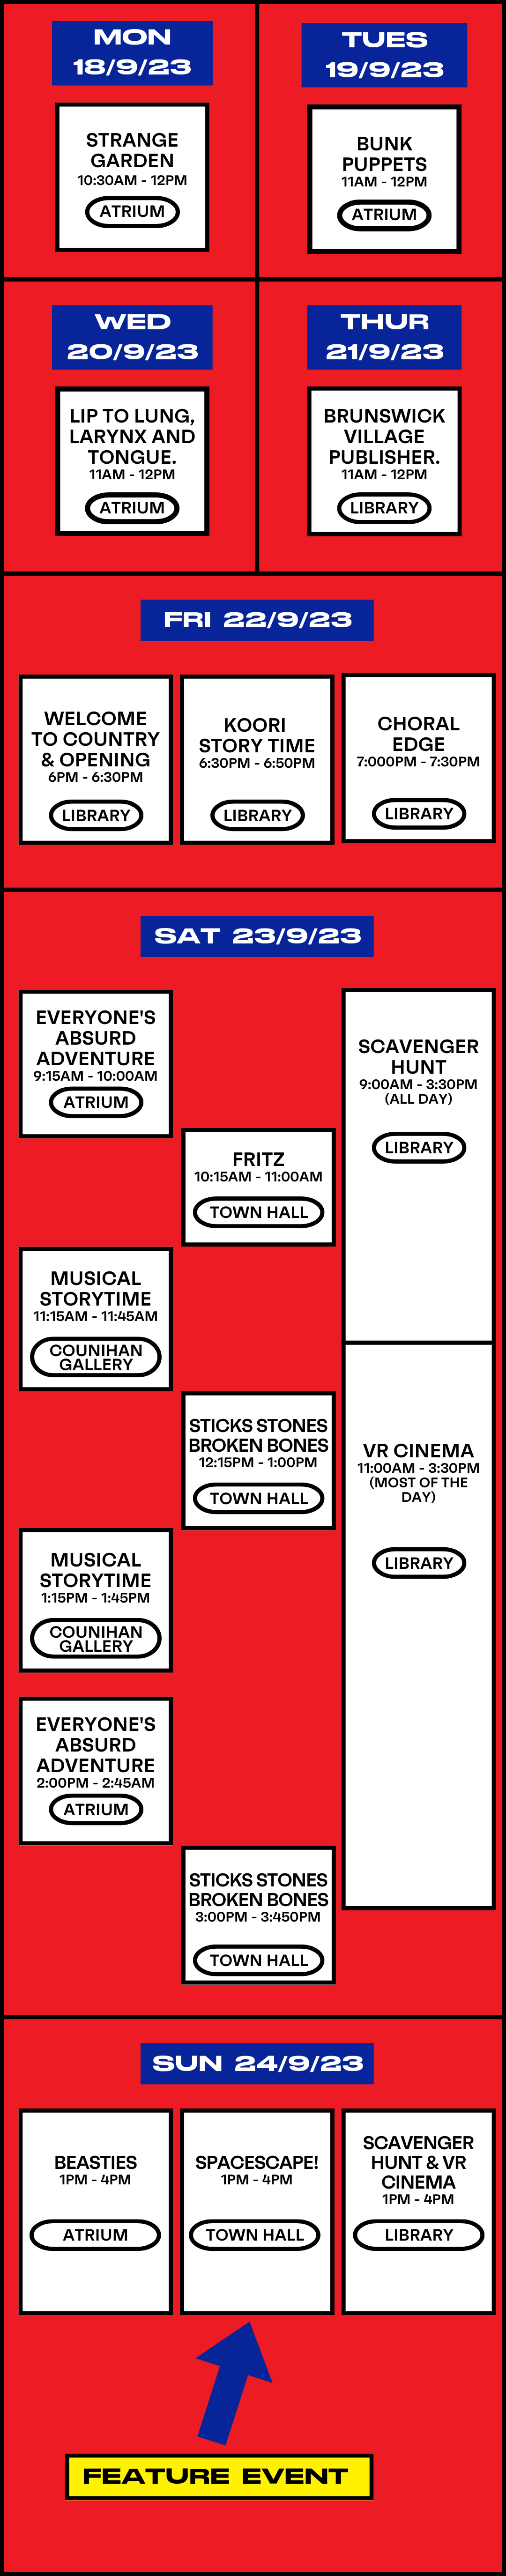 MON
18/9/23
STRANGE
GARDEN
10:30AM - 12PM
ATRIUM
TUES
19/9/23
BUNK
PUPPETS
11AM - 12PM
ATRIUM
WED
20/9/23
LIP TO LUNG,
LARYNX AND
TONGUE.
11AM - 12PM
ATRIUM
THUR
21/9/23
BRUNSWICK
VILLAGE
PUBLISHER.
11AM - 12PM
LIBRARY
FRI 22/9/23
WELCOME
TO COUNTRY
& OPENING
6PM - 6:30PM
LIBRARY
KOORI
STORY TIME
6:30PM - 6:50PM
LIBRARY
CHORAL
EDGE
7:000PM - 7:30PM
LIBRARY
SAT 23/9/23
EVERYONE'S
ABSURD
ADVENTURE
9:15AM - 10:00AM
ATRIUM
SCAVENGER
HUNT
9:00AM - 3:30PM
(ALL DAY)
LIBRARY
FRITZ
10:15AM - 11:00AM
TOWN HALL
MUSICAL
STORYTIME
11:15AM - 11:45AM
COUNIHAN
GALLERY
STICKS STONES
BROKEN BONES
12:15PM - 1:00PM
TOWN HALL
VR CINEMA
11:00AM - 3:30PM
(MOST OF THE
DAY)
LIBRARY
MUSICAL
STORYTIME
1:15PM - 1:45PM
COUNIHAN
GALLERY
EVERYONE'S
ABSURD
ADVENTURE
2:00PM - 2:45AM
ATRIUM
STICKS STONES
BROKEN BONES
3:00PM - 3:450PM
TOWN HALL
SUN 24/9/23
BEASTIES
1PM - 4PM
ATRIUM
SPACESCAPE!
1PM - 4PM
TOWN HALL
SCAVENGER
HUNT & VR
CINEMA
1PM - 4PM
LIBRARY
FEATURE EVENT